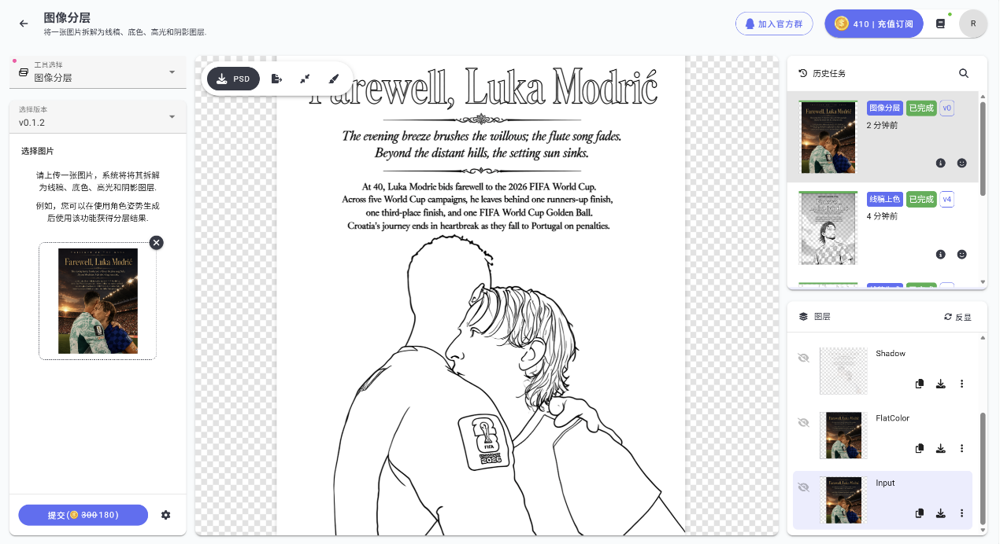 图像分层
将一张图片拆解为线稿、底色、高光和阴影图层.
加入官方群
410 | 充值订阅
R
工具选择
图像分层
选择版本
v0.1.2
选择图片
请上传一张图片，系统将将其拆解
为线稿、底色、高光和阴影图层.
例如，您可以在使用角色姿势生成
后使用该功能获得分层结果.
Farewell, Luka Modrić
提交(300 180)
PSD
Farewell, Luka Modrić
The evening breeze brushes the willows; the flute song fades.
Beyond the distant hills, the setting sun sinks.
At 40, Luka Modric bids farewell to the 2026 FIFA World Cup.
Across five World Cup campaigns, he leaves behind one runners-up finish,
one third-place finish, and one FIFA World Cup Golden Ball.
Croatia's journey ends in heartbreak as they fall to Portugal on penalties.
FIFA
2026
历史任务
Farewell, Luka Modrić
图像分层 已完成 v0
2 分钟前
线稿上色 已完成 v4
4 分钟前
图层
反显
Shadow
FlatColor
Input